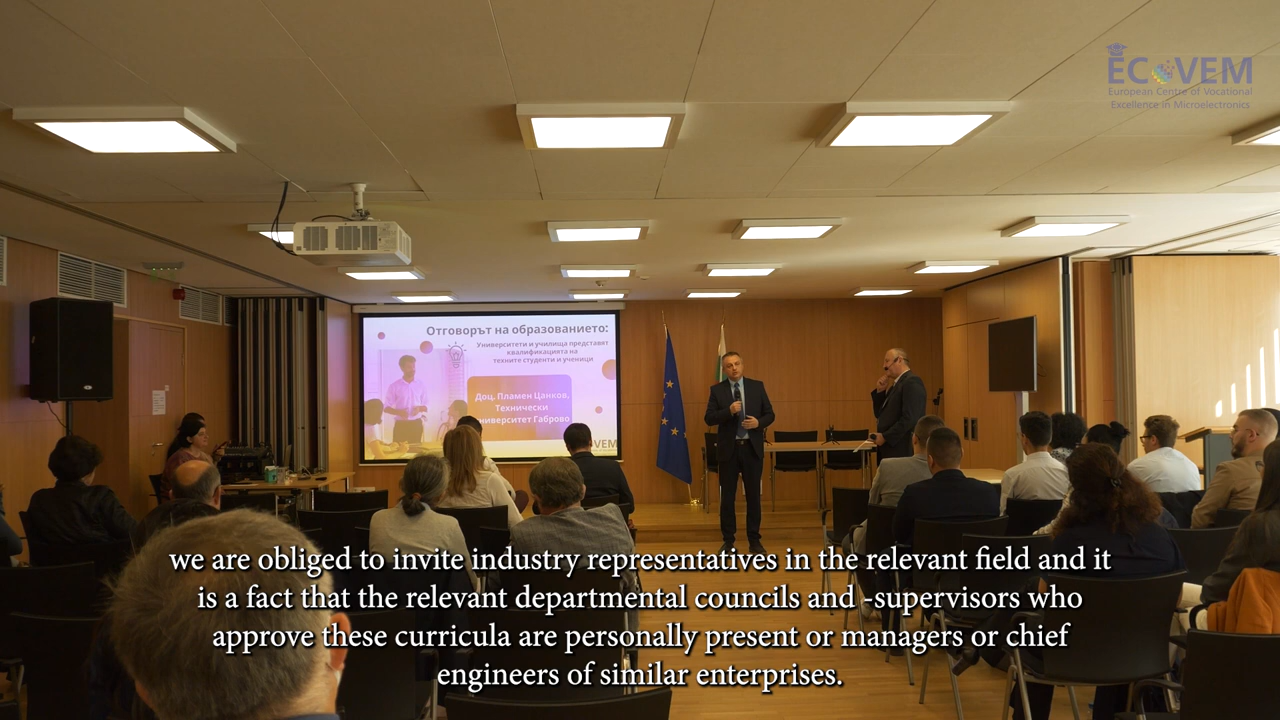 ECOVEM
European Centre of Vocational
Excellence in Microelectronics
Отговорът на образованието:
Университети и училища представят
квалификацията на
техните студенти и ученици
Доц. Пламен Цанков,
Технически
университет Габрово
VEM
we are obliged to invite industry representatives in the relevant field and it
is a fact that the relevant departmental councils and -supervisors who
approve these curricula are personally present or managers or chief
engineers of similar enterprises.